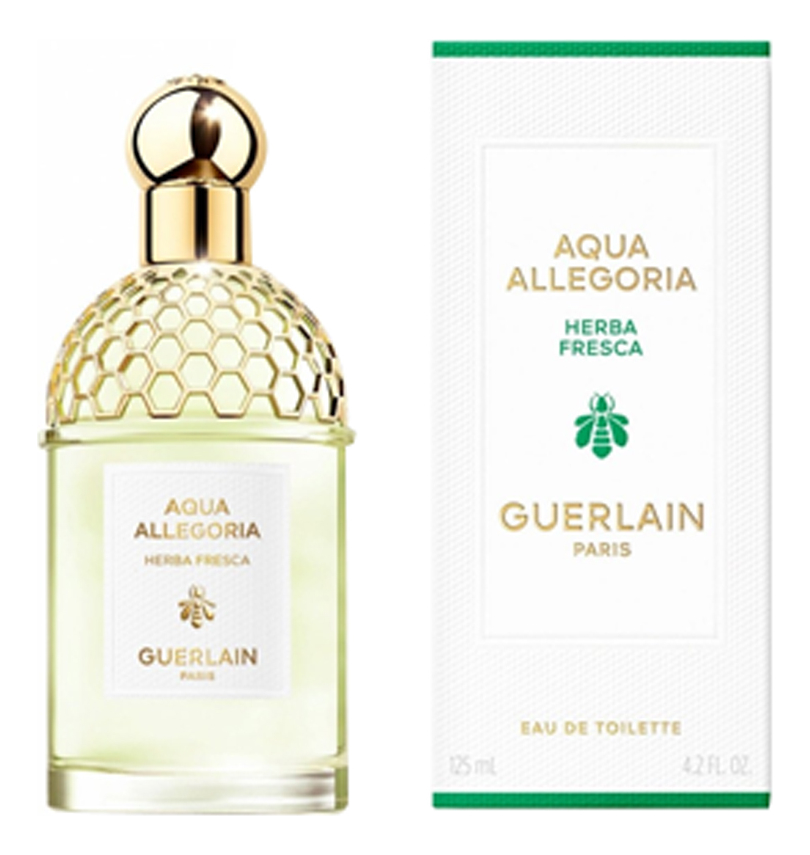 AQUA
ALLEGORIA
HERBA FRESCA
GUERLAIN
PARIS
AQUA
ALLEGORIA
HERBA
FRESCA
GUERLAIN
PARIS
EAU DE TOILETTE
125 mL 4.2 FL. OZ.